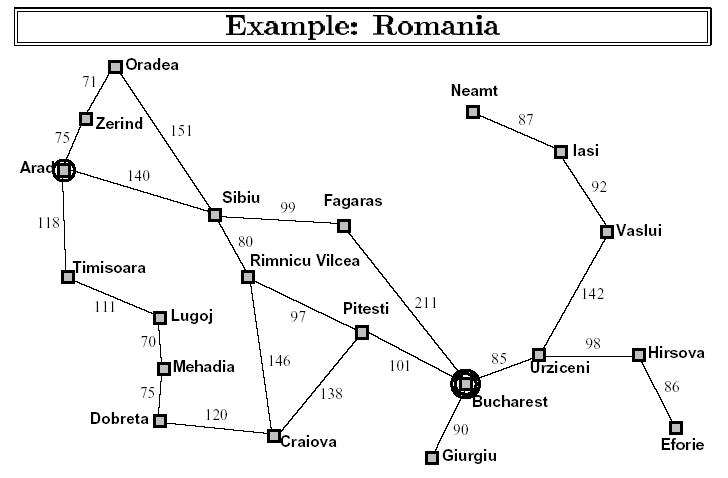 Example: Romania
Oradea
71
Neamt
Zerind
87
151
75
Iasi
Arad
140
92
Sibiu
Fagaras
99
118
Vaslui
80
Timisoara
Rimnicu Vilcea
142
211
111
Lugoj
97
Pitesti
70
98
Hirsova
146
101
85
Mehadia
Urziceni
75
138
86
Bucharest
120
Dobreta
90
Craiova
Eforie
Giurgiu